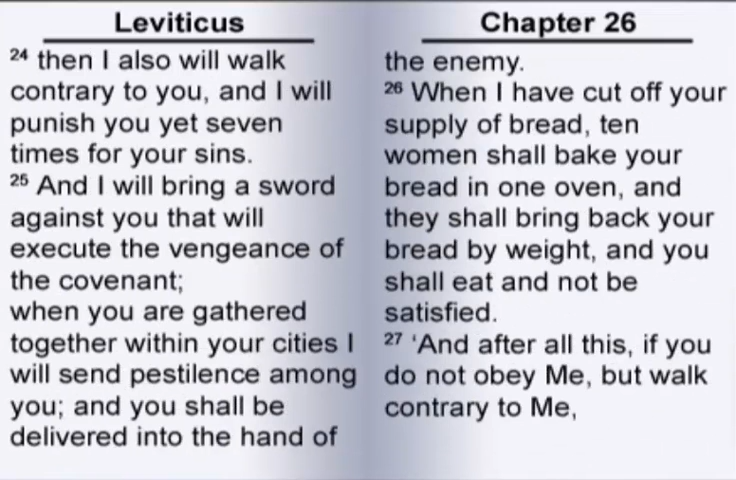 Leviticus
24 then I also will walk
contrary to you, and I will
punish you yet seven
times for your sins.
25 And I will bring a sword
against you that will
execute the vengeance of
the covenant;
when you are gathered
together within your cities I
will send pestilence among
you; and you shall be
delivered into the hand of
Chapter 26
the enemy.
26 When I have cut off your
supply of bread, ten
women shall bake your
bread in one oven, and
they shall bring back your
bread by weight, and you
shall eat and not be
satisfied.
27 ‘And after all this, if you
do not obey Me, but walk
contrary to Me,